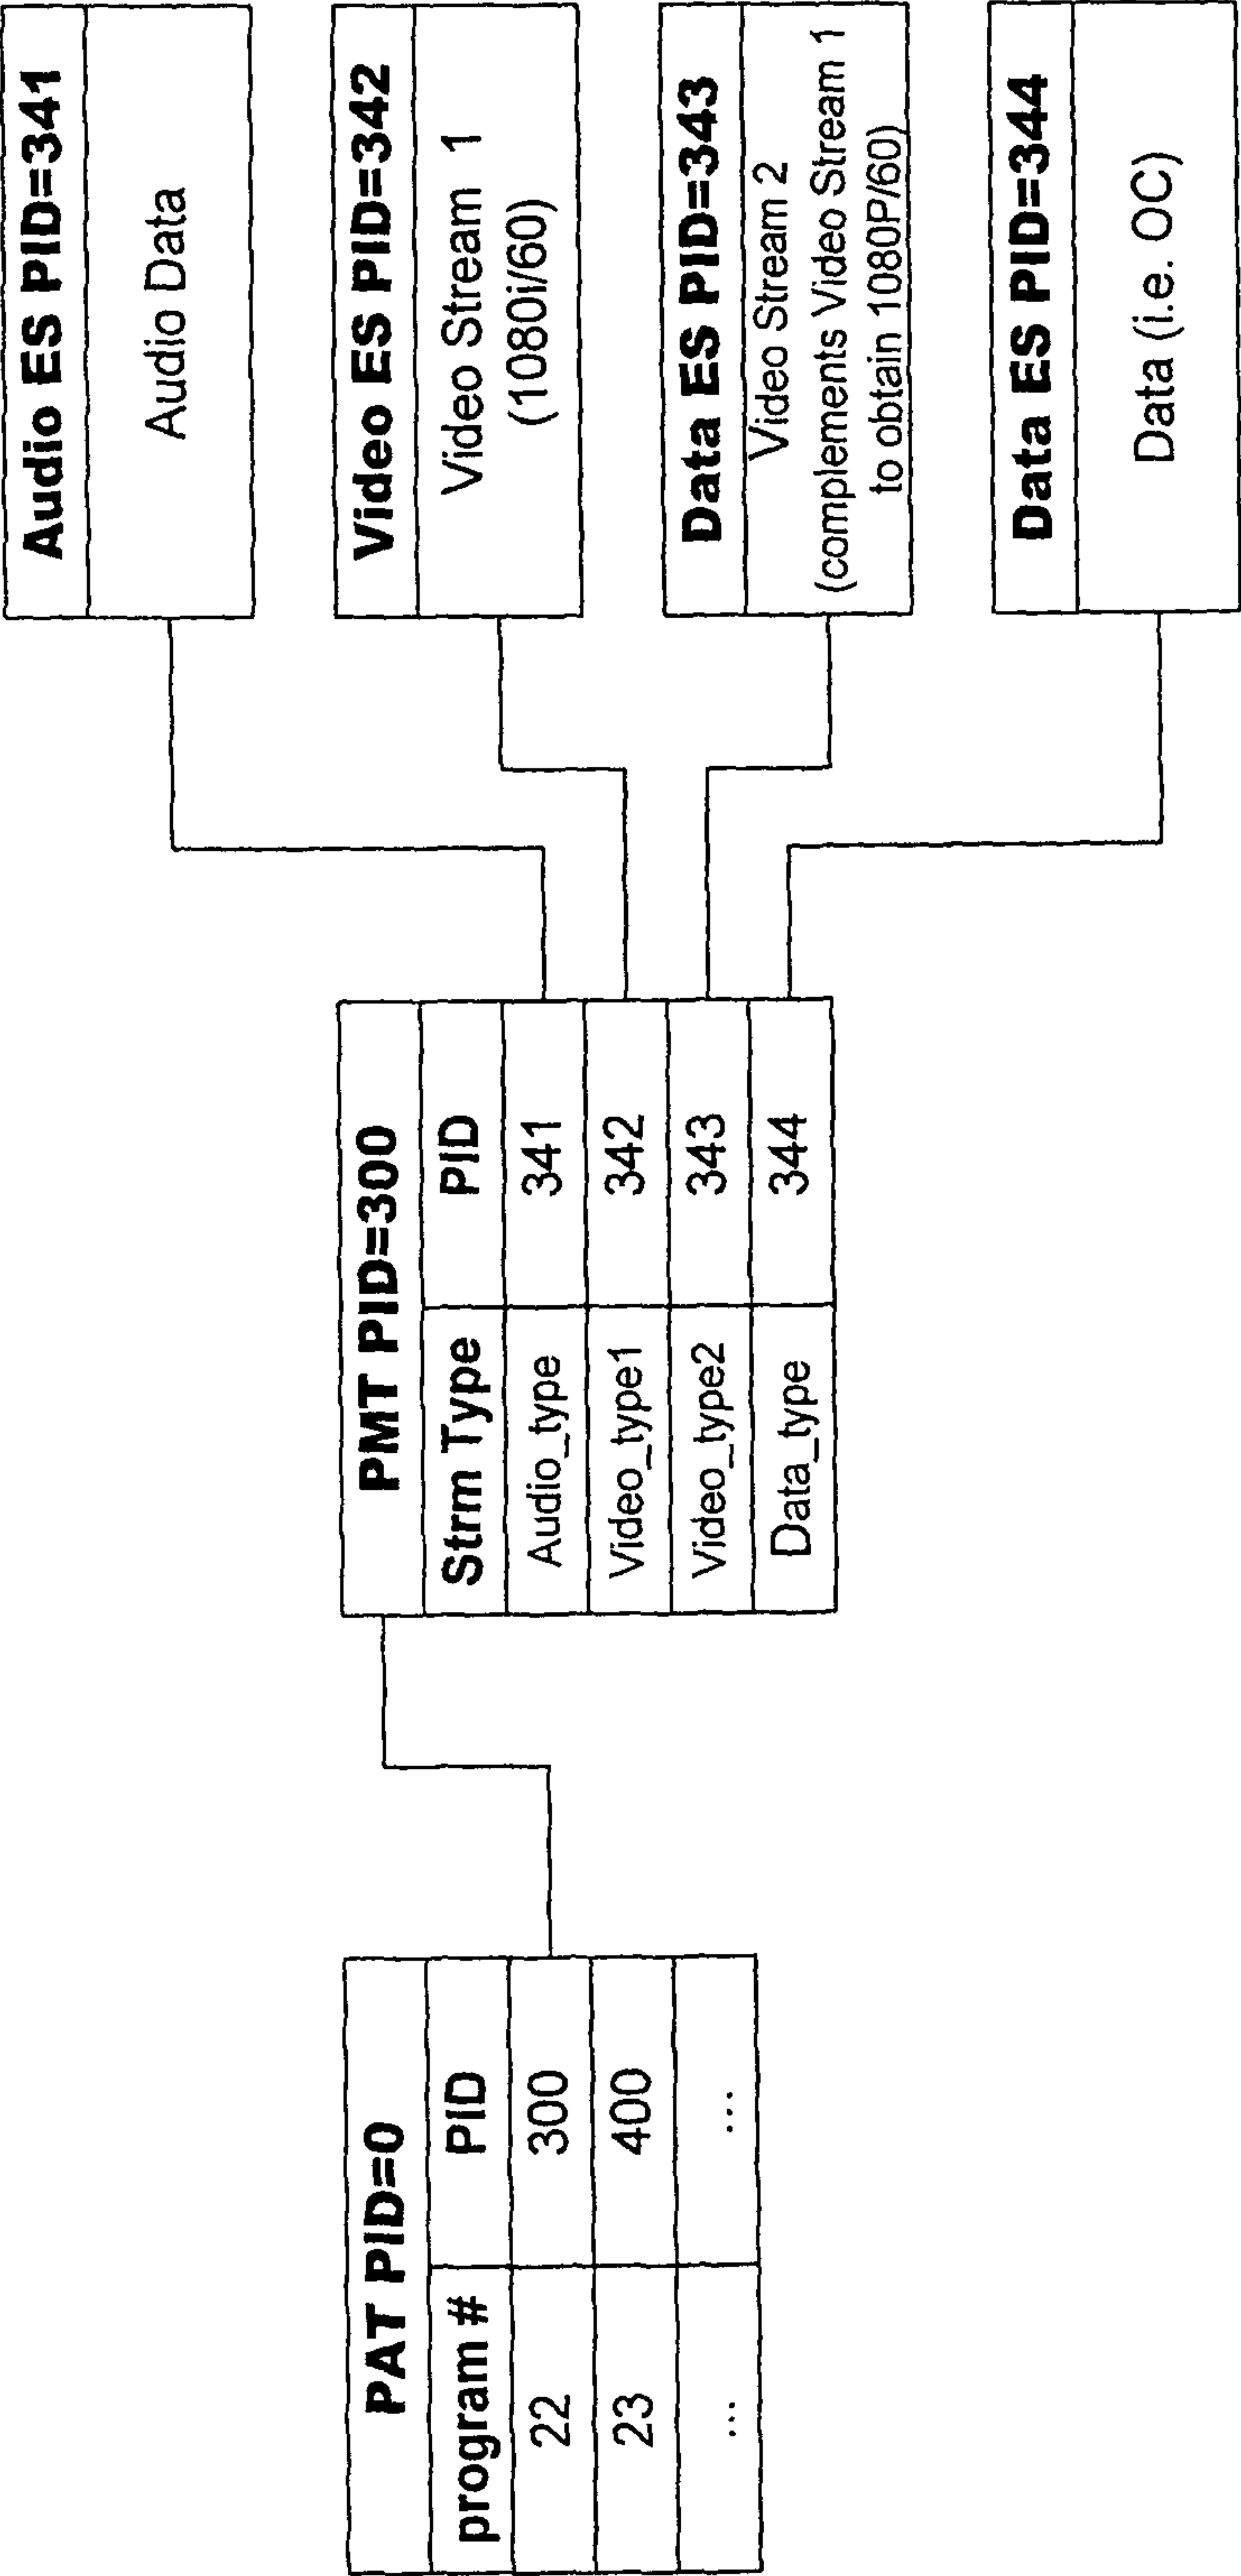 PAT PID=0
program # PID
22 300
23 400
... ...
PMT PID=300
Strm Type PID
Audio_type 341
Video_type1 342
Video_type2 343
Data_type 344
Audio ES PID=341
Audio Data
Video ES PID=342
Video Stream 1
(1080i/60)
Data ES PID=343
Video Stream 2
(complements Video Stream 1
to obtain 1080P/60)
Data ES PID=344
Data (i.e. OC)